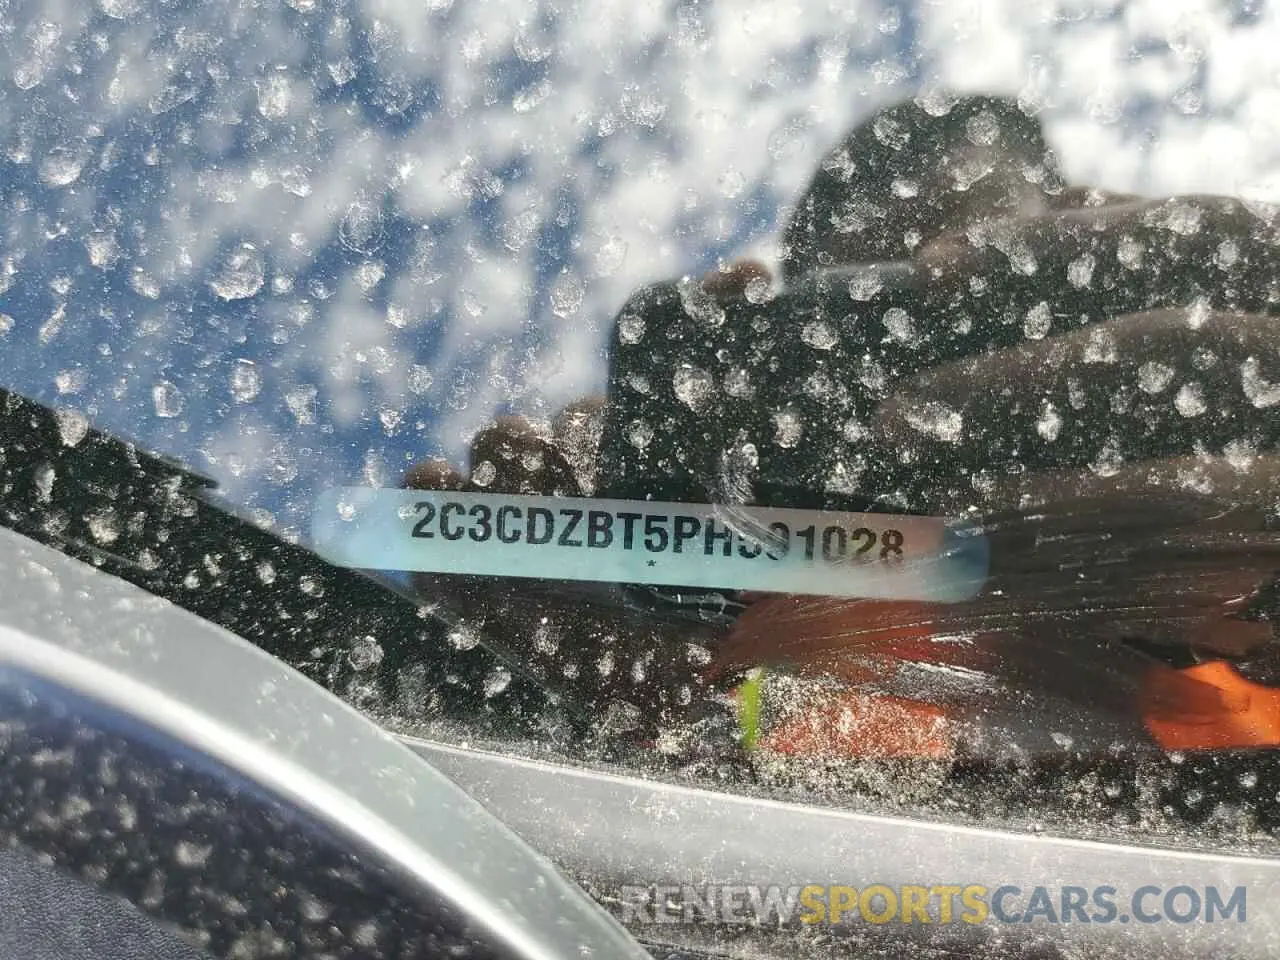 2C3CDZBT5PH591028
*
RENEWSPORTSCARS.COM